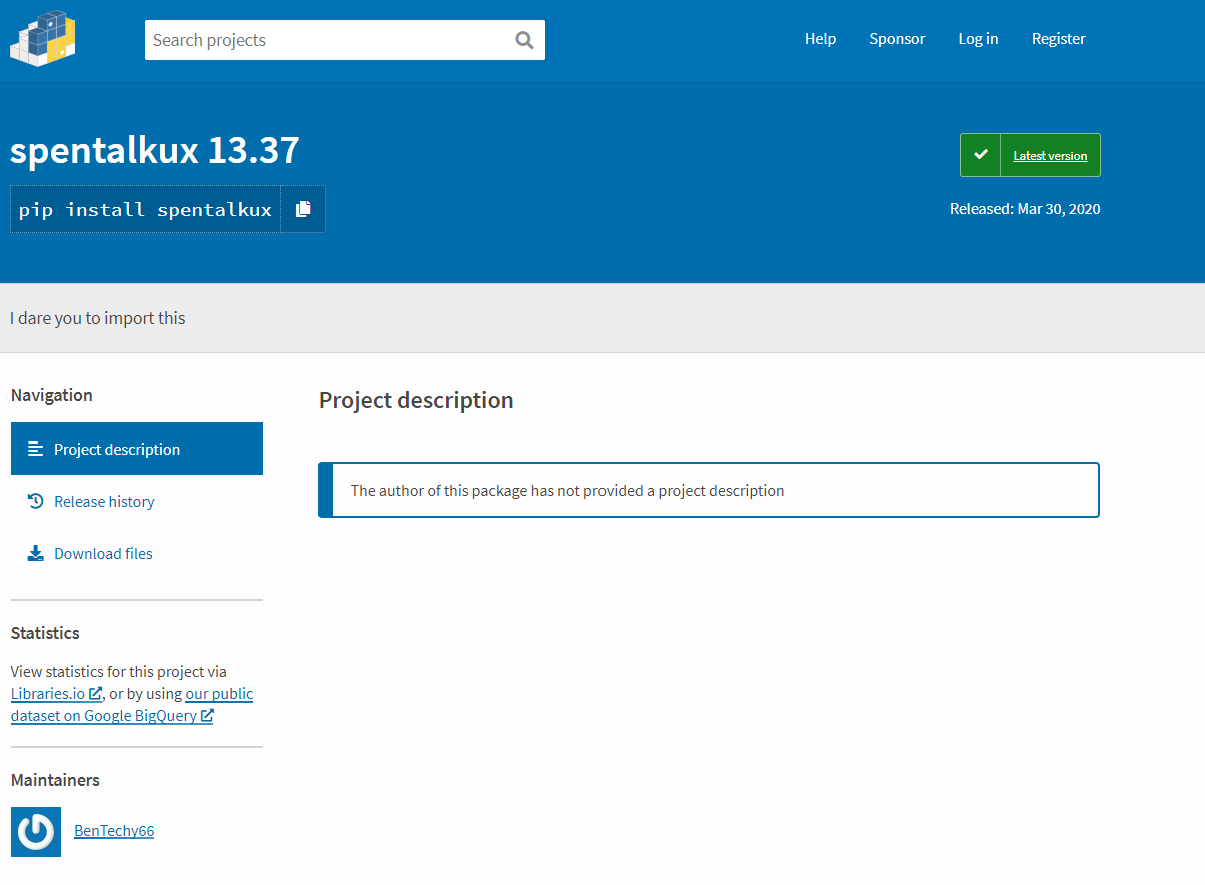 Search projects
Help
Sponsor
Log in
Register
spentalkux 13.37
pip install spentalkux
Latest version
Released: Mar 30, 2020
I dare you to import this
Navigation
Project description
Release history
Download files
Statistics
View statistics for this project via
Libraries.io, or by using our public
dataset on Google BigQuery
Maintainers
BenTechy66
Project description
The author of this package has not provided a project description